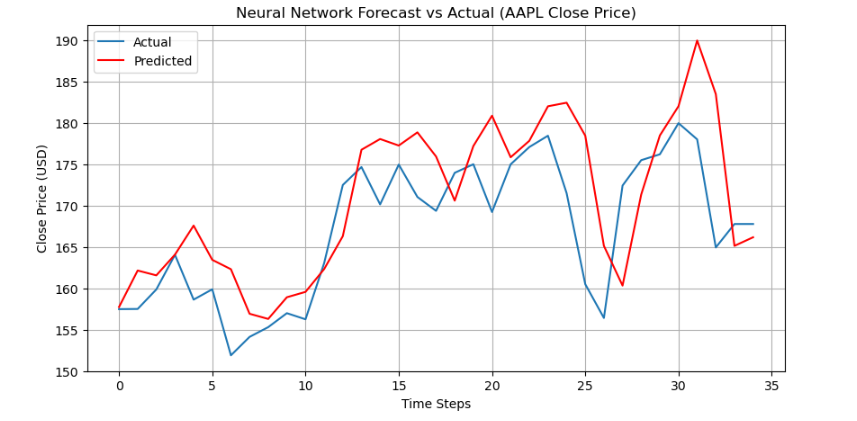 Neural Network Forecast vs Actual (AAPL Close Price)
Actual
Predicted
190
185
180
175
170
165
160
155
150
Close Price (USD)
0 5 10 15 20 25 30 35
Time Steps